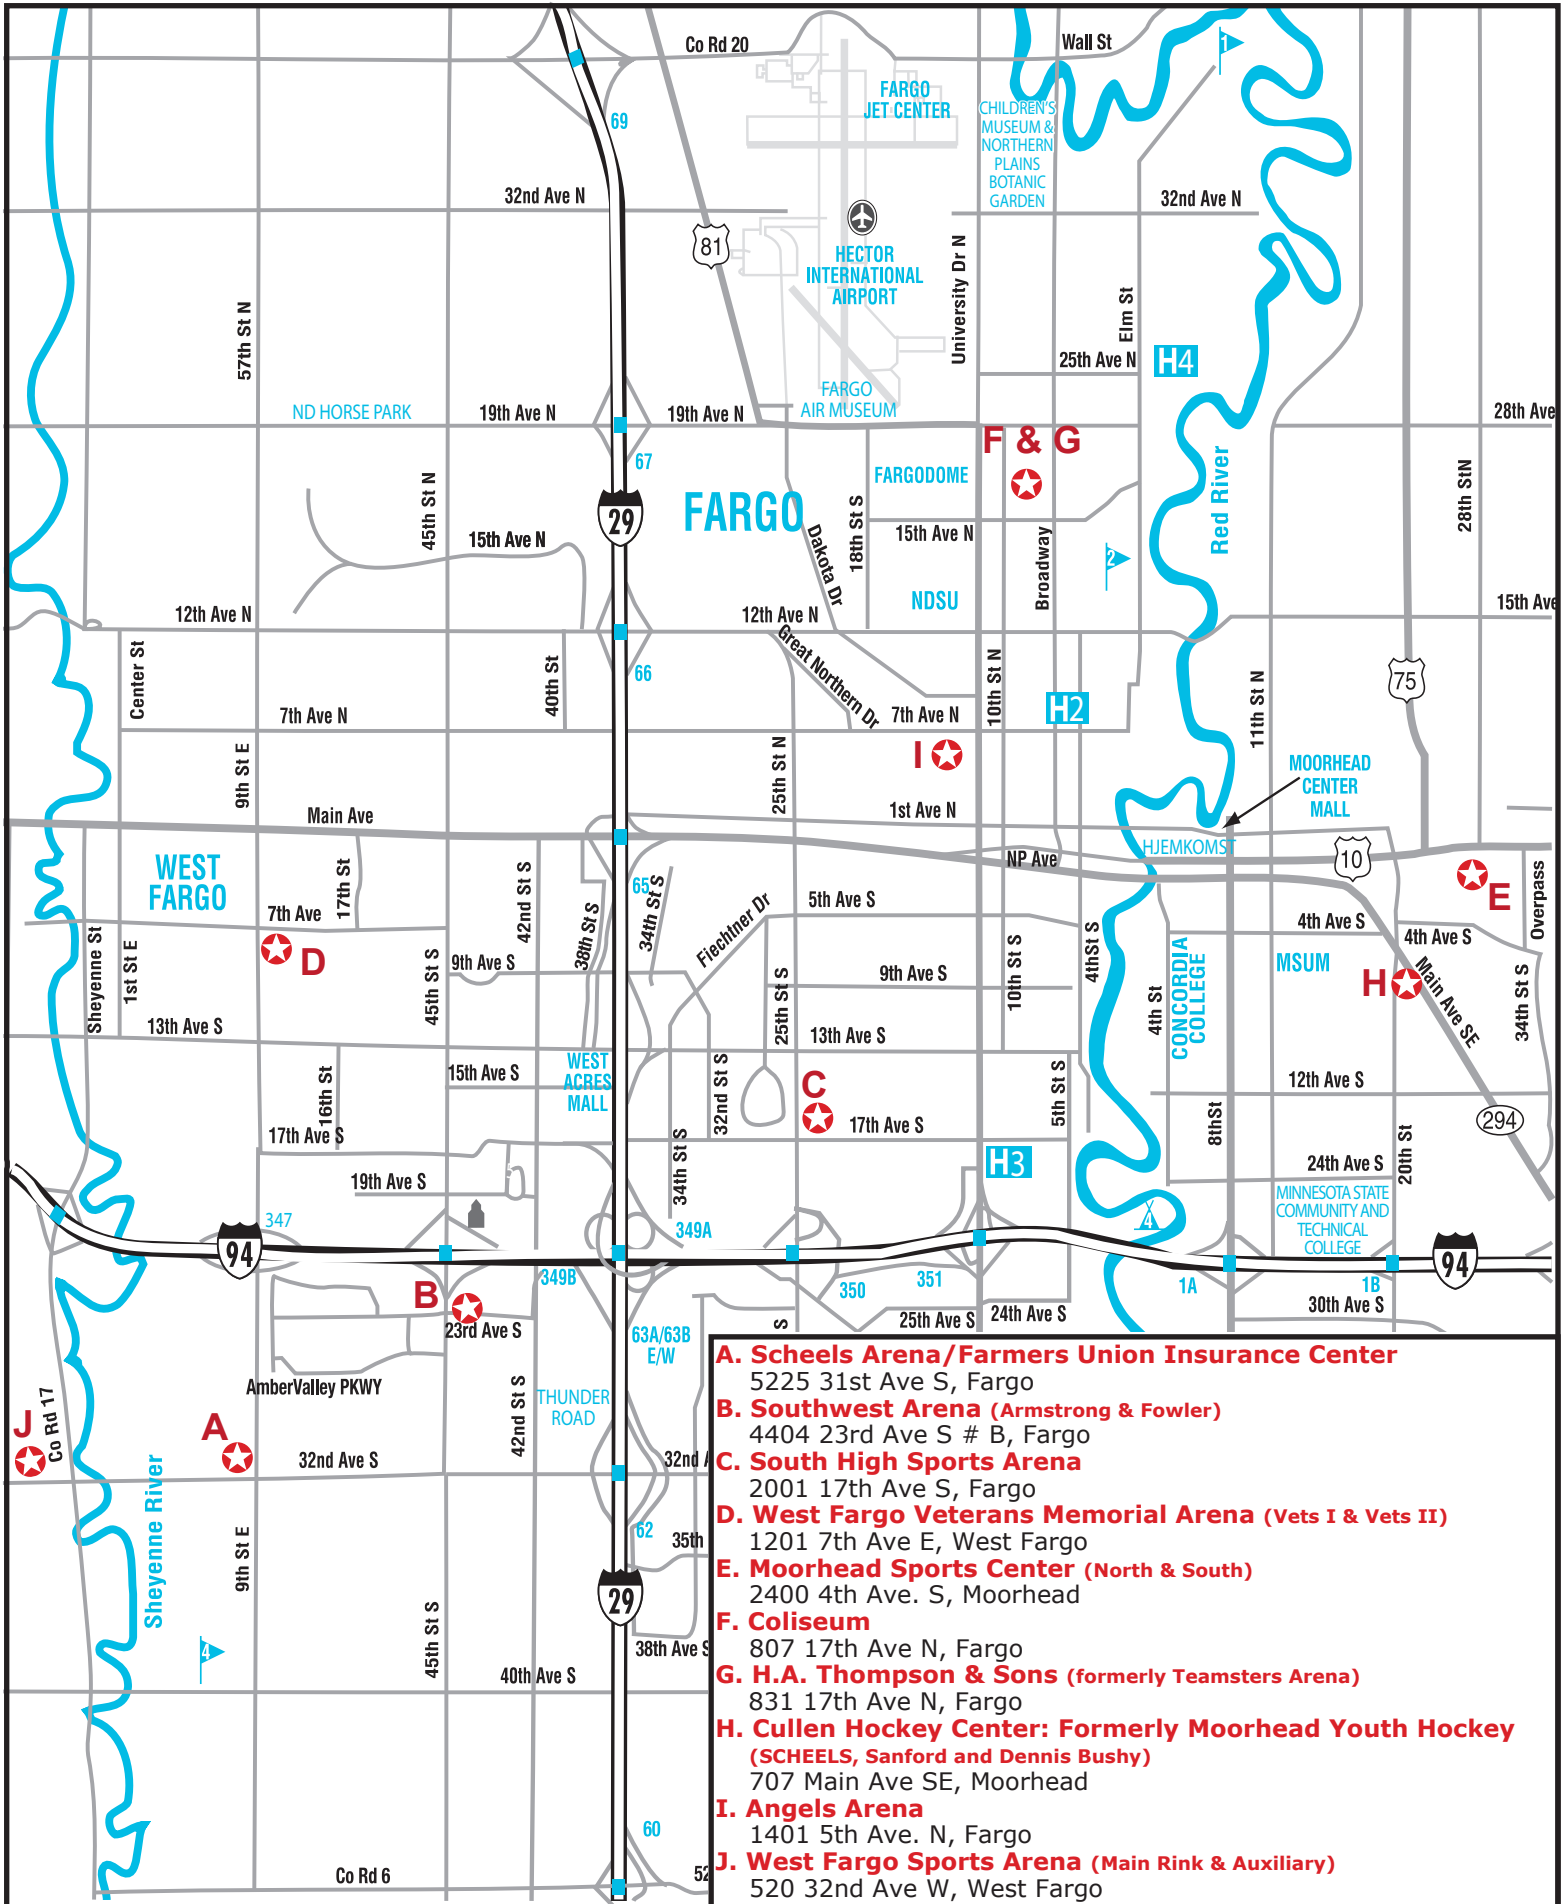 Co Rd 20
Wall St
1
FARGO
JET CENTER
CHILDREN'S
MUSEUM &
NORTHERN
PLAINS
BOTANIC
GARDEN
69
32nd Ave N
32nd Ave N
81
HECTOR
INTERNATIONAL
AIRPORT
University Dr N
57th St N
Elm St
25th Ave N
H4
ND HORSE PARK
19th Ave N
19th Ave N
FARGO
AIR MUSEUM
28th Ave
F & G
67
FARGODOME
Red River
28th StN
45th St N
29
FARGO
18th St S
15th Ave N
15th Ave N
Dakota Dr
Broadway
2
NDSU
12th Ave N
12th Ave N
15th Ave
Center St
40th St
66
Great Northern Dr
10th St N
11th St N
75
7th Ave N
7th Ave N
H2
9th St E
25th St N
I
MOORHEAD
CENTER
MALL
Main Ave
1st Ave N
HJEMKOMST
NP Ave
10
WEST
FARGO
17th St
42nd St S
65
38th St S
34th St S
Fiechtner Dr
5th Ave S
E
Overpass
7th Ave
4th Ave S
4th Ave S
Sheyenne St
1st St E
D
45th St S
9th Ave S
25th St S
9th Ave S
10th St S
4thSt S
4th St
CONCORDIA
COLLEGE
MSUM
H
Main Ave SE
34th St S
13th Ave S
13th Ave S
16th St
15th Ave S
WEST
ACRES
MALL
32nd St S
C
5th St S
12th Ave S
8thSt
294
17th Ave S
17th Ave S
34th St S
H3
24th Ave S
20th St
19th Ave S
MINNESOTA STATE
COMMUNITY AND
TECHNICAL
COLLEGE
4
347
94
349A
94
349B
350
351
1A
1B
B
23rd Ave S
25th Ave S
24th Ave S
30th Ave S
S
63A/63B
E/W
AmberValley PKWY
THUNDER
ROAD
42nd St S
J
Co Rd 17
A
32nd Ave S
32nd A
Sheyenne River
9th St E
62
35th
29
4
45th St S
38th Ave S
40th Ave S
60
Co Rd 6
52
A. Scheels Arena/Farmers Union Insurance Center
5225 31st Ave S, Fargo
B. Southwest Arena (Armstrong & Fowler)
4404 23rd Ave S # B, Fargo
C. South High Sports Arena
2001 17th Ave S, Fargo
D. West Fargo Veterans Memorial Arena (Vets I & Vets II)
1201 7th Ave E, West Fargo
E. Moorhead Sports Center (North & South)
2400 4th Ave. S, Moorhead
F. Coliseum
807 17th Ave N, Fargo
G. H.A. Thompson & Sons (formerly Teamsters Arena)
831 17th Ave N, Fargo
H. Cullen Hockey Center: Formerly Moorhead Youth Hockey
(SCHEELS, Sanford and Dennis Bushy)
707 Main Ave SE, Moorhead
I. Angels Arena
1401 5th Ave. N, Fargo
J. West Fargo Sports Arena (Main Rink & Auxiliary)
520 32nd Ave W, West Fargo